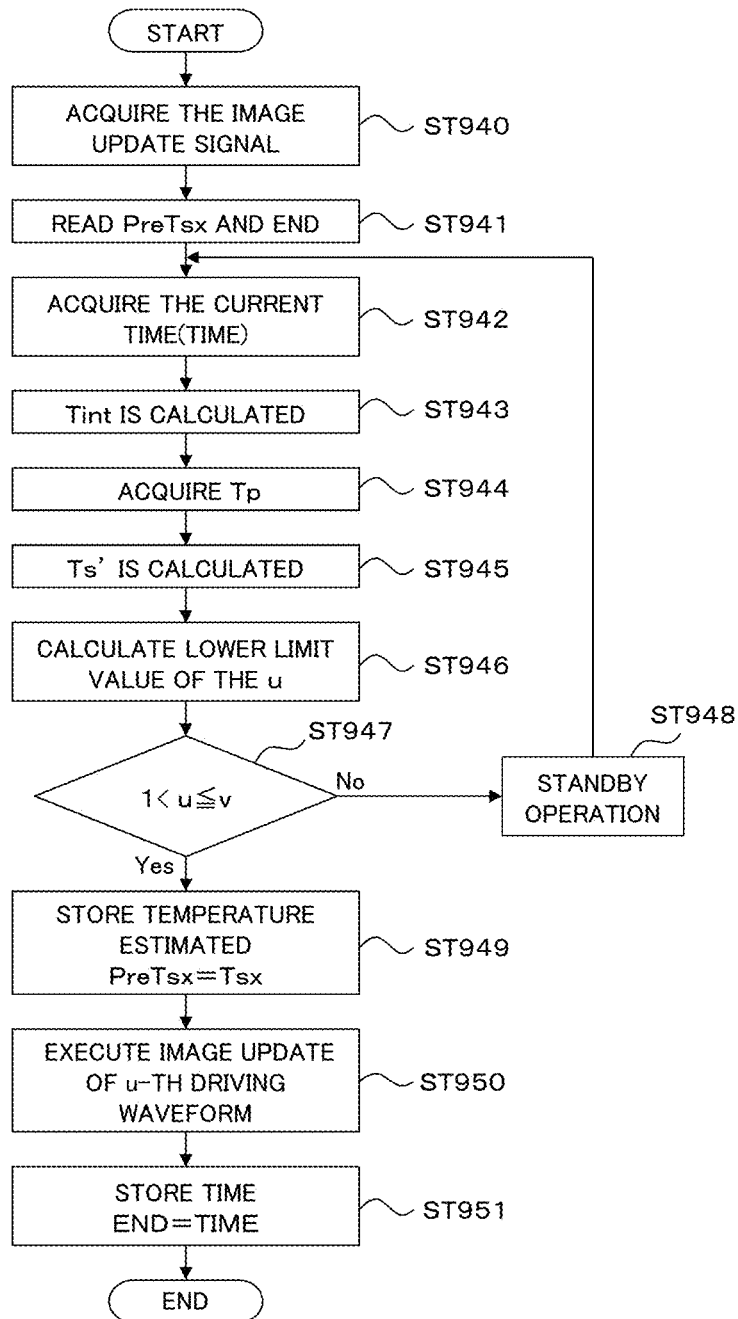 START
ACQUIRE THE IMAGE
UPDATE SIGNAL
ST940
READ PreTsx AND END
ST941
ACQUIRE THE CURRENT
TIME(TIME)
ST942
Tint IS CALCULATED
ST943
ACQUIRE Tp
ST944
Ts' IS CALCULATED
ST945
CALCULATE LOWER LIMIT
VALUE OF THE u
ST946
ST947
1< u≦v
No
Yes
ST948
STANDBY
OPERATION
STORE TEMPERATURE
ESTIMATED
PreTsx=Tsx
ST949
EXECUTE IMAGE UPDATE
OF u-TH DRIVING
WAVEFORM
ST950
STORE TIME
END=TIME
ST951
END